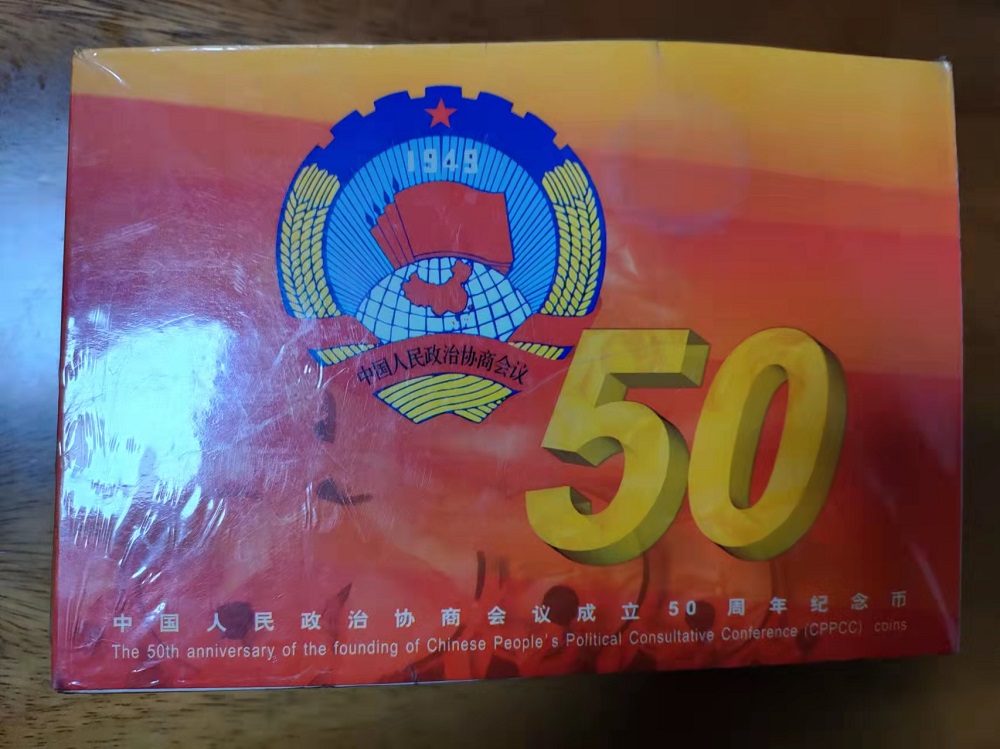 1949
中国人民政治协商会议
50
中国人民政治协商会议成立50周年纪念币
The 50th anniversary of the founding of Chinese People's Political Consultative Conference (CPPCC) coins